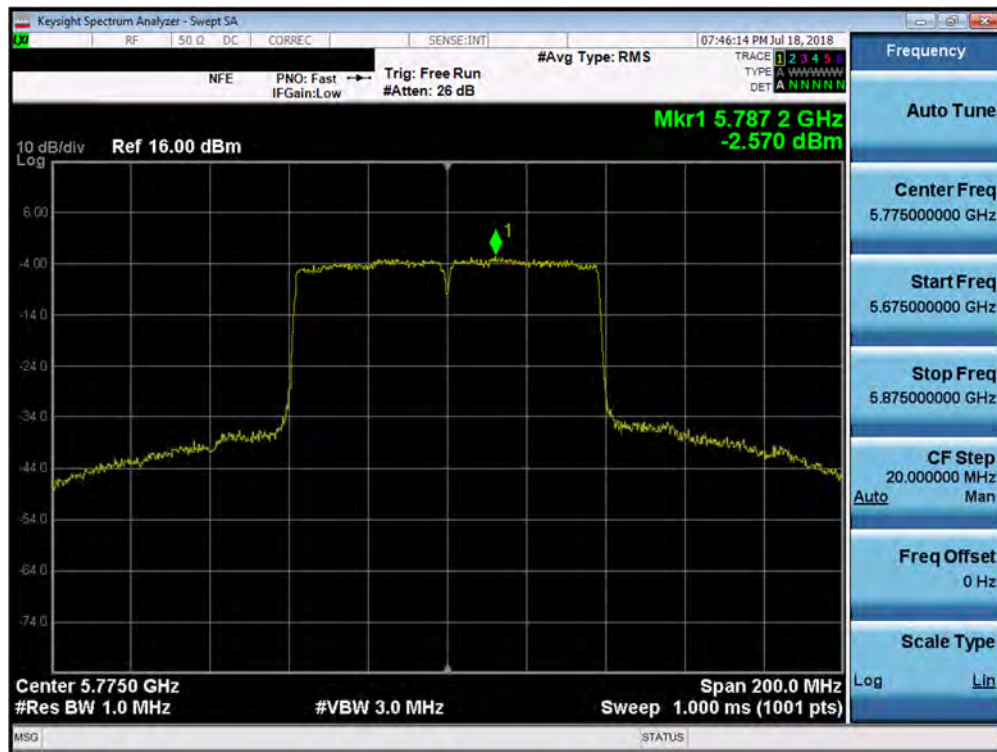 Keysight Spectrum Analyzer - Swept SA
LXI RF 50 Ω DC CORREC SENSE:INT 07:46:14 PM Jul 18, 2018
Frequency
NFE PNO: Fast Trig: Free Run #Avg Type: RMS TRACE 1 2 3 4 5 6
IFGain:Low #Atten: 26 dB TYPE A WWWWW
DET A N N N N N
Auto Tune
Mkr1 5.787 2 GHz
10 dB/div Ref 16.00 dBm -2.570 dBm
Log
6.00
-4.00
-14.0
-24.0
-34.0
-44.0
-54.0
-64.0
-74.0
1
Center Freq
5.775000000 GHz
Start Freq
5.675000000 GHz
Stop Freq
5.875000000 GHz
CF Step
20.000000 MHz
Auto Man
Freq Offset
0 Hz
Scale Type
Log Lin
Center 5.7750 GHz Span 200.0 MHz
#Res BW 1.0 MHz #VBW 3.0 MHz Sweep 1.000 ms (1001 pts)
MSG STATUS